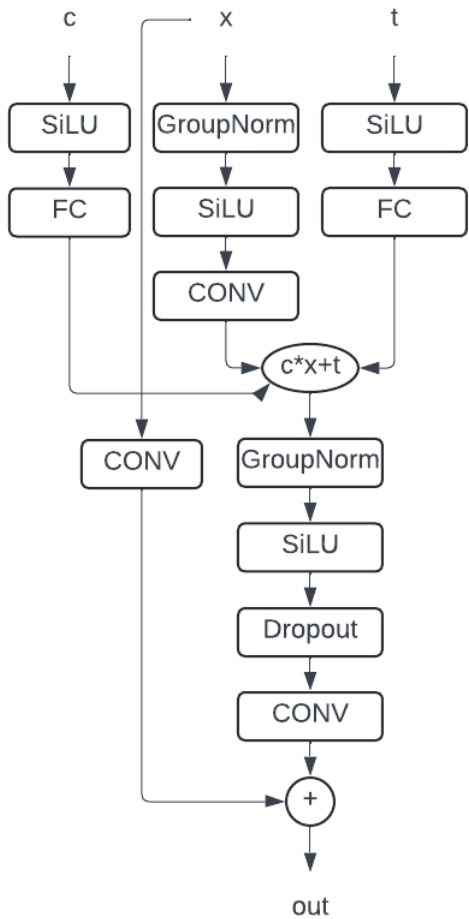 c x t
SiLU GroupNorm SiLU
FC SiLU FC
CONV
c*x+t
CONV GroupNorm
SiLU
Dropout
CONV
+
out